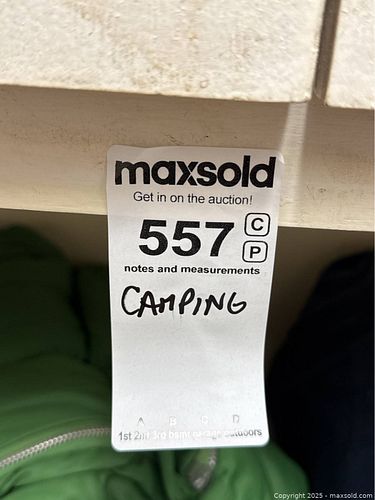 maxsold
Get in on the auction!
557 C
P
notes and measurements
CAMPING
A B C D
1st 2nd 3rd bsmt garage outdoors
Copyright © 2025 - maxsold.com